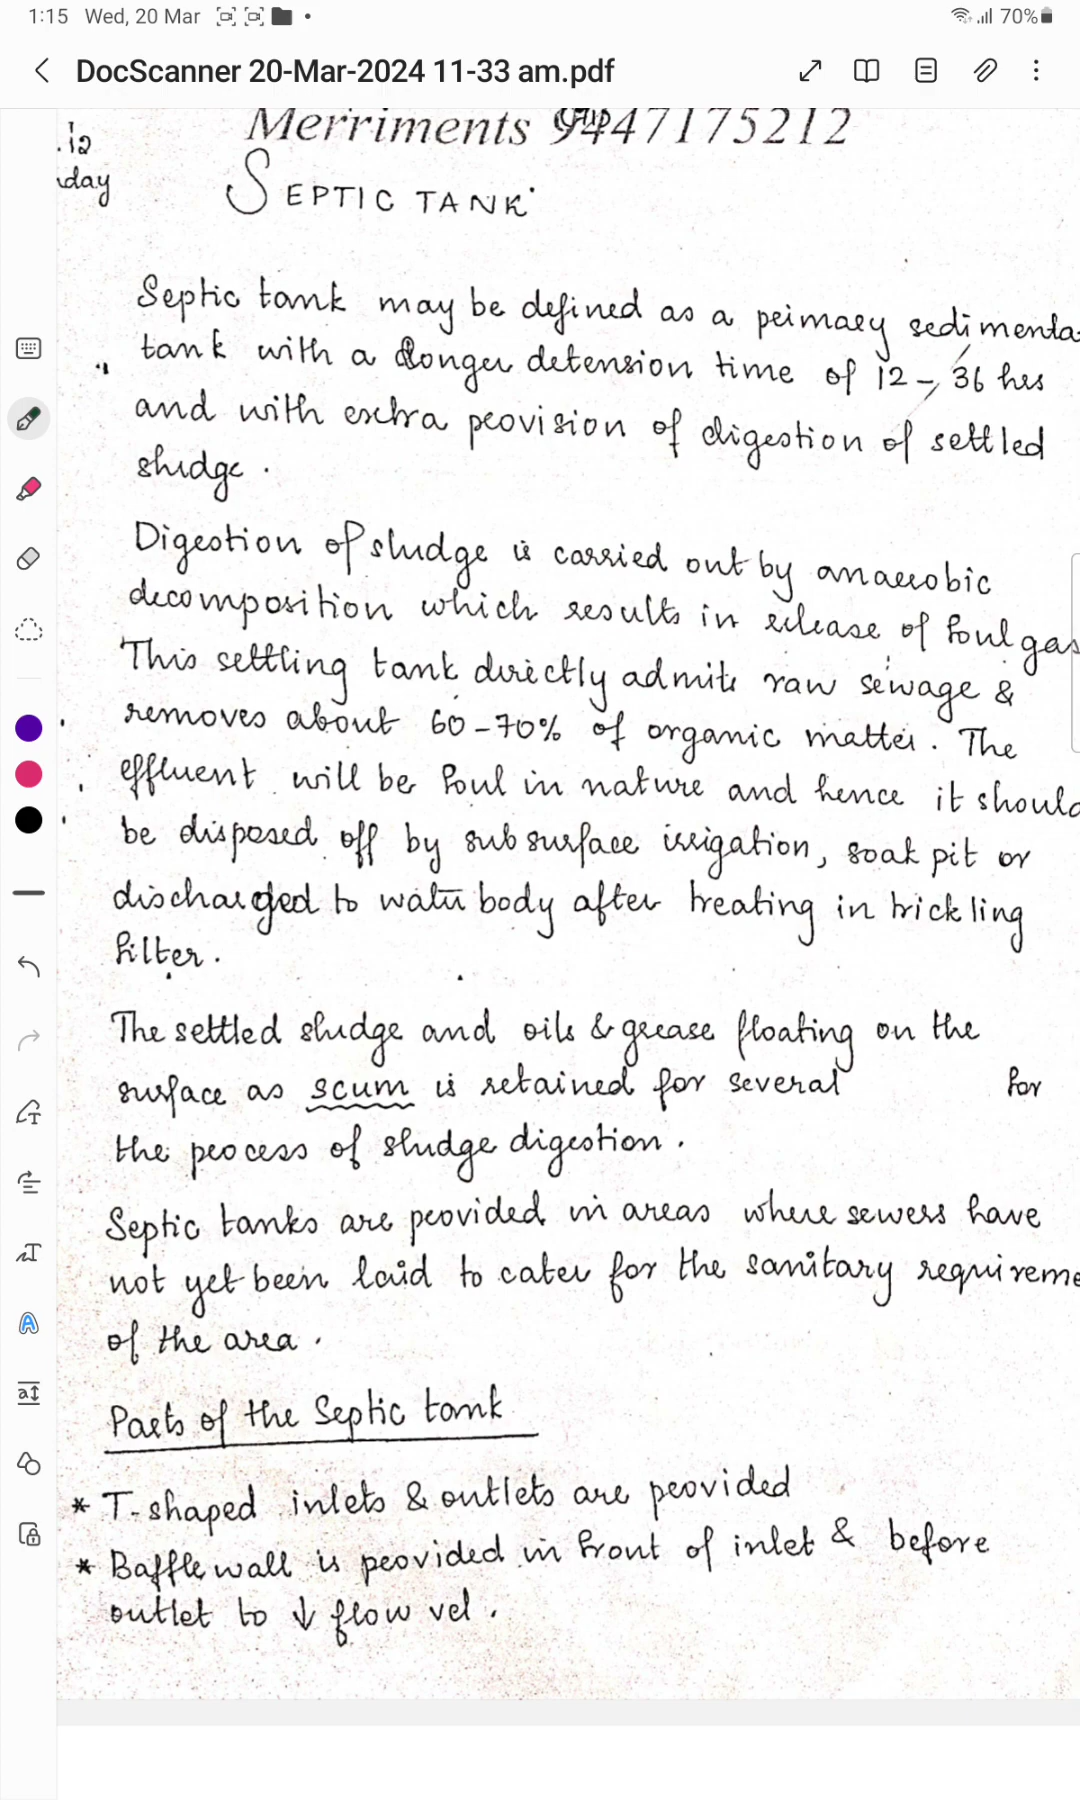 1:15 Wed, 20 Mar 70%
DocScanner 20-Mar-2024 11-33 am.pdf
Merriments 9447175212
.12
day
SEPTIC TANK
Septic tank may be defined as a primary sedimenta
tank with a longer detension time of 12 - 36 hrs
and with extra provision of digestion of settled
sludge.
Digestion of sludge is carried out by anaerobic
decomposition which results in release of foul gas
This settling tank directly admits raw sewage &
removes about 60-70% of organic matter. The
effluent will be foul in nature and hence it should
be disposed off by sub surface irrigation, soak pit or
discharged to water body after treating in trickling
filter.
The settled sludge and oils & grease floating on the
surface as scum is retained for several for
the process of sludge digestion.
Septic tanks are provided in areas where sewers have
not yet been laid to cater for the sanitary requireme
of the area.
Parts of the Septic tank
* T-shaped inlets & outlets are provided
* Baffle wall is provided in front of inlet & before
outlet to ↓ flow vel.